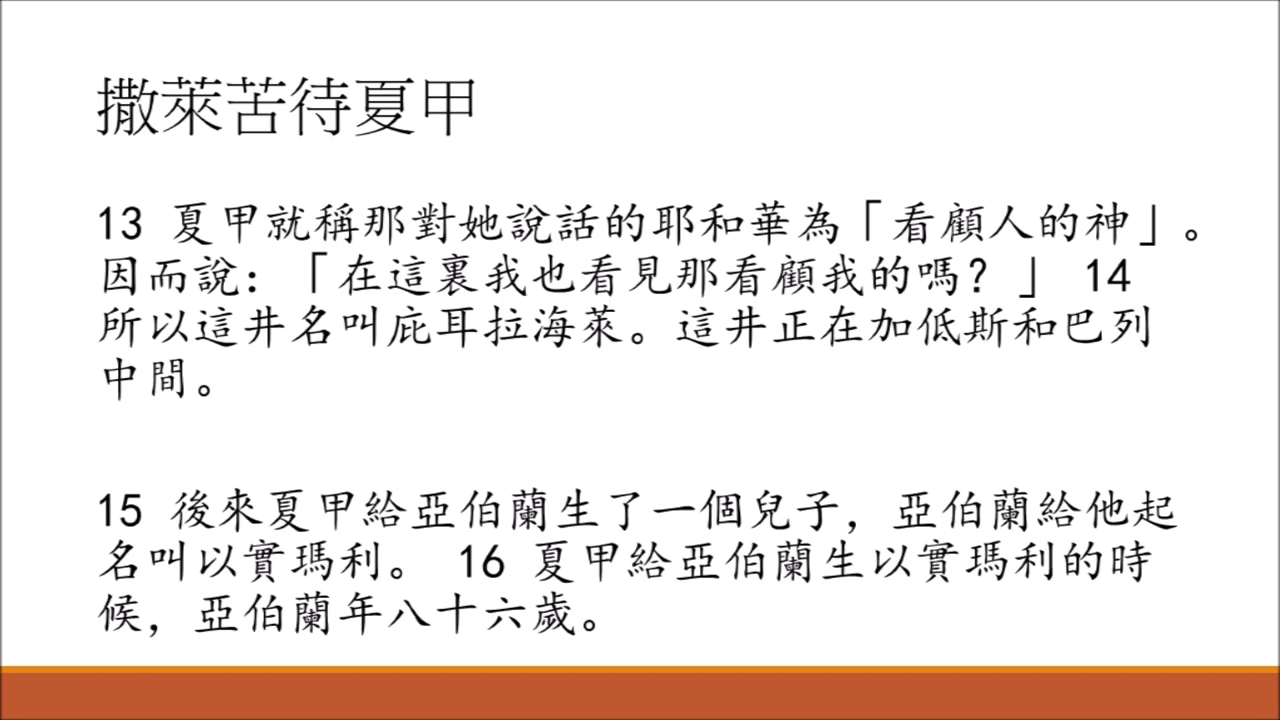 撒萊苦待夏甲
13 夏甲就稱那對她說話的耶和華為「看顧人的神」。
因而說:「在這裏我也看見那看顧我的嗎?」 14
所以這井名叫庇耳拉海萊。這井正在加低斯和巴列
中間。
15 後來夏甲給亞伯蘭生了一個兒子, 亞伯蘭給他起
名叫以實瑪利。 16 夏甲給亞伯蘭生以實瑪利的時
候, 亞伯蘭年八十六歲。